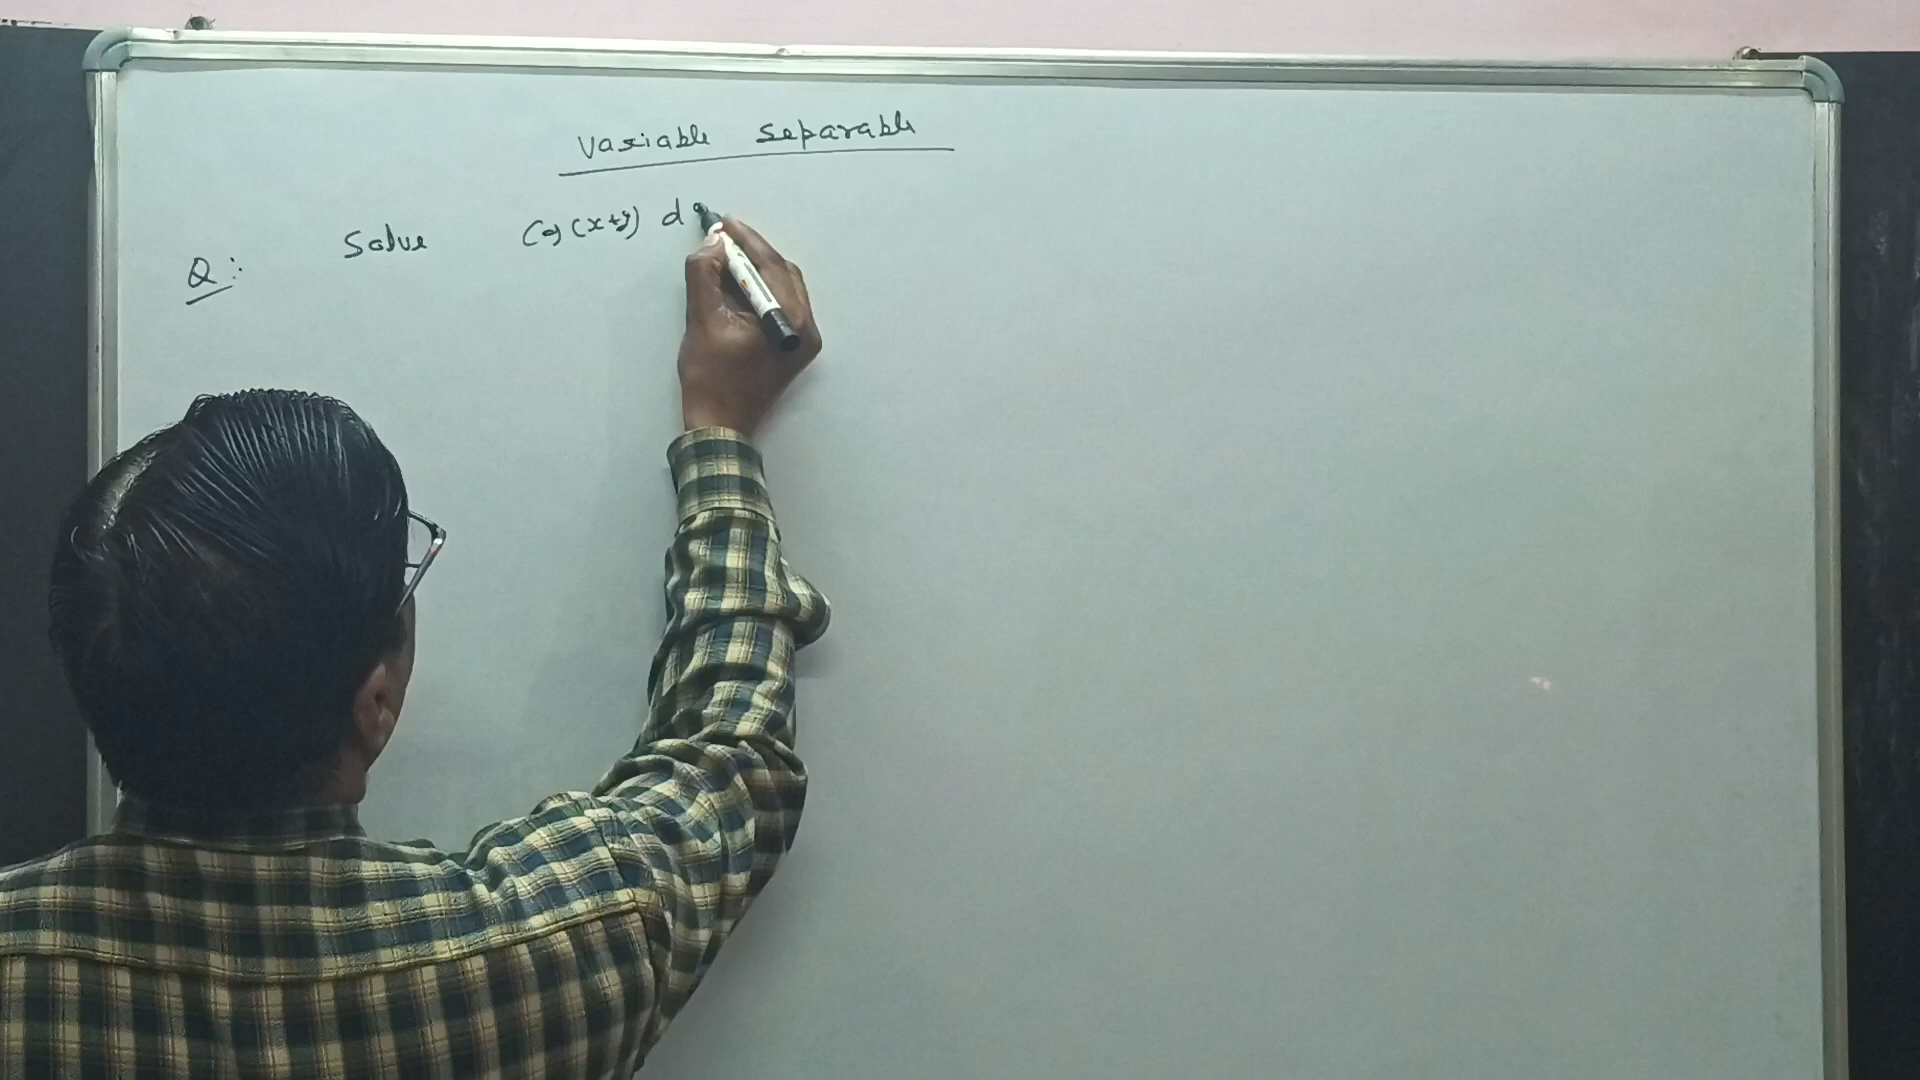 Variable separable
Q:- Solve Cos (x+y) d